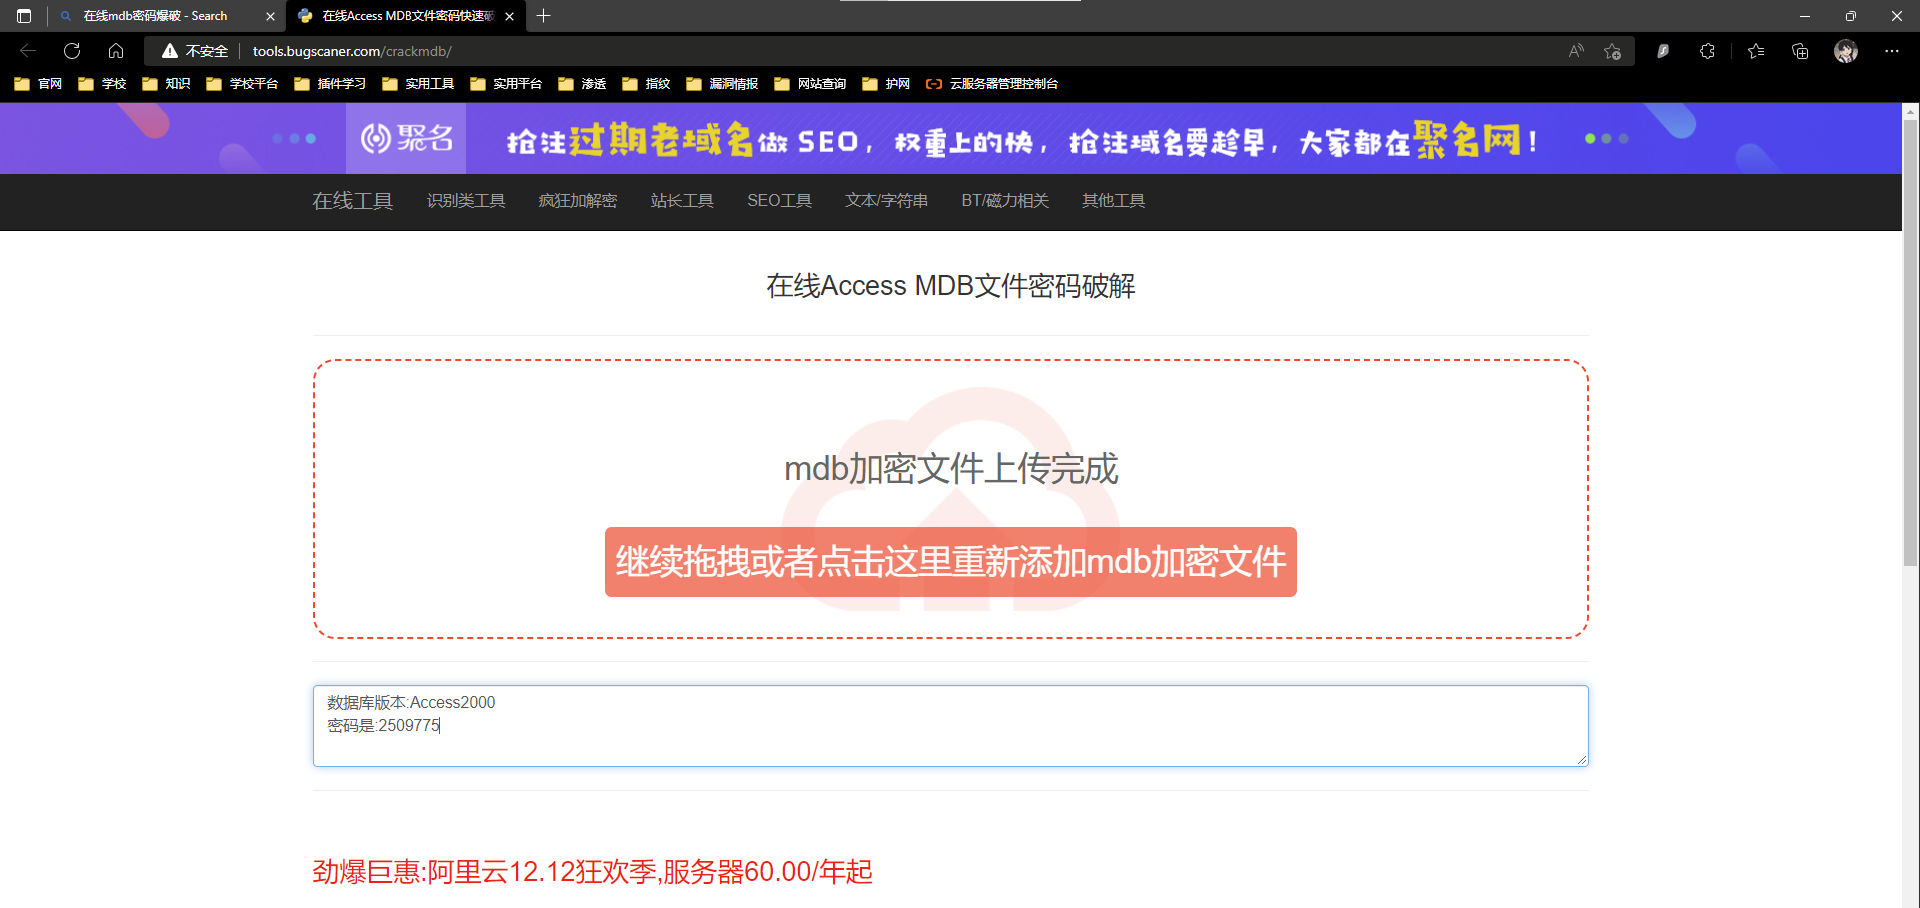 在线mdb密码爆破 - Search
在线Access MDB文件密码快速破
不安全
tools.bugscaner.com/crackmdb/
官网
学校
知识
学校平台
插件学习
实用工具
实用平台
渗透
指纹
漏洞情报
网站查询
护网
云服务器管理控制台
聚名
抢注过期老域名做 SEO，权重上的快，抢注域名要趁早，大家都在聚名网！
在线工具
识别类工具
疯狂加解密
站长工具
SEO工具
文本/字符串
BT/磁力相关
其他工具
在线Access MDB文件密码破解
mdb加密文件上传完成
继续拖拽或者点击这里重新添加mdb加密文件
数据库版本:Access2000
密码是:2509775
劲爆巨惠:阿里云12.12狂欢季,服务器60.00/年起